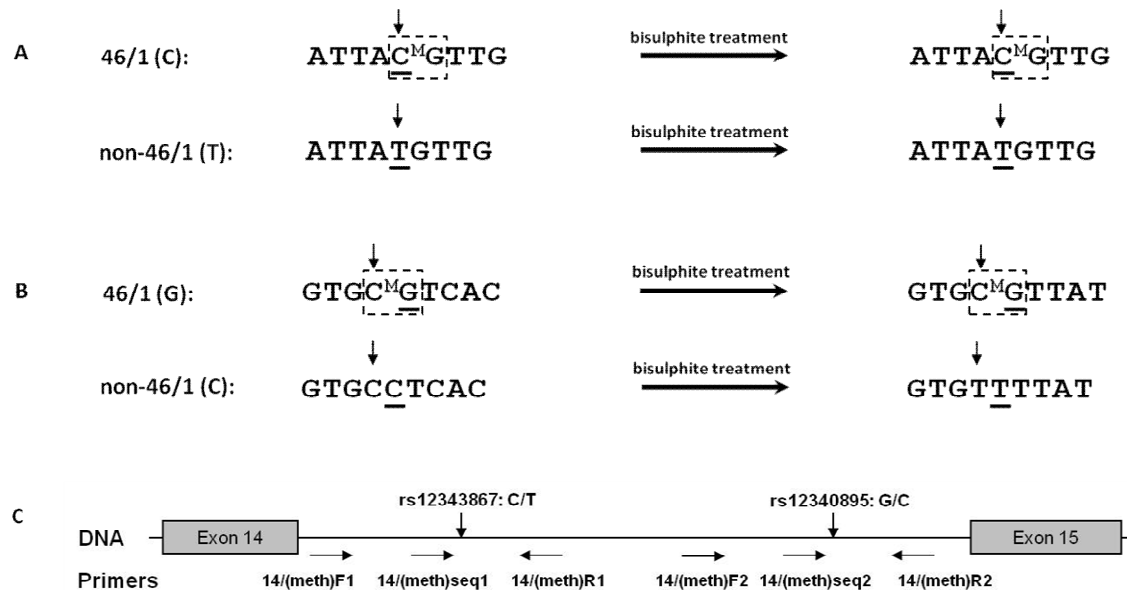 A 46/1 (C): ATTACᴹGTTG bisulphite treatment ATTACᴹGTTG
non-46/1 (T): ATTATGTTG bisulphite treatment ATTATGTTG
B 46/1 (G): GTGCᴹGTCAC bisulphite treatment GTGCᴹGTTAT
non-46/1 (C): GTGCCTCAC bisulphite treatment GTGTTTTAT
C rs12343867: C/T rs12340895: G/C
DNA Exon 14 Exon 15
Primers 14/(meth)F1 14/(meth)seq1 14/(meth)R1 14/(meth)F2 14/(meth)seq2 14/(meth)R2